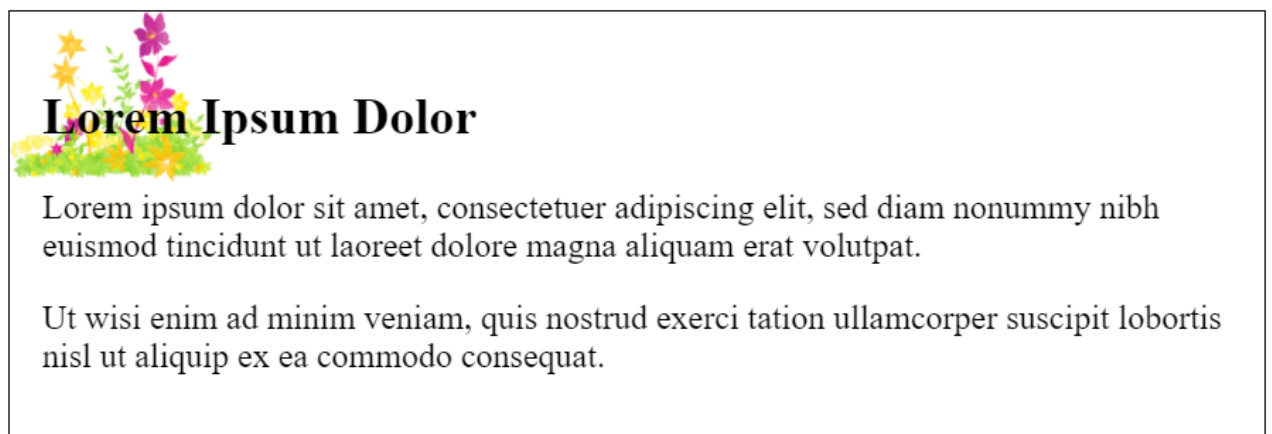 Lorem Ipsum Dolor
Lorem ipsum dolor sit amet, consectetuer adipiscing elit, sed diam nonummy nibh
euismod tincidunt ut laoreet dolore magna aliquam erat volutpat.
Ut wisi enim ad minim veniam, quis nostrud exerci tation ullamcorper suscipit lobortis
nisl ut aliquip ex ea commodo consequat.